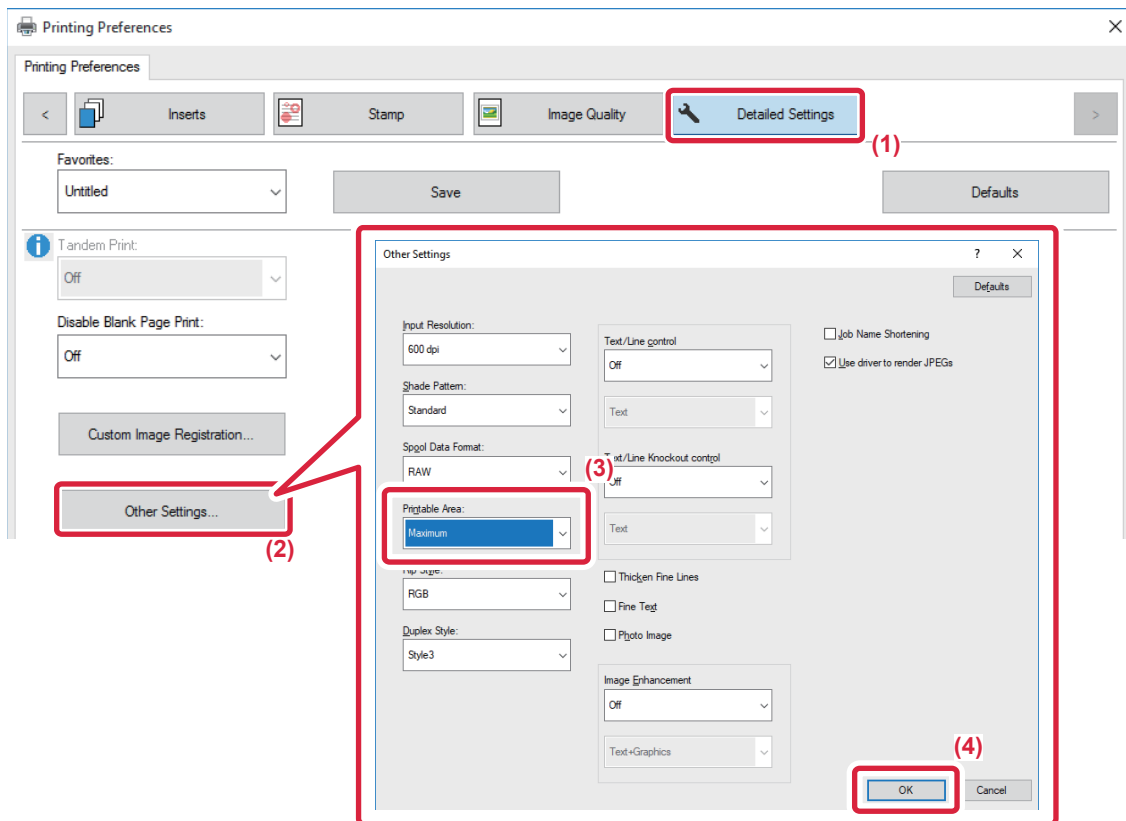 Printing Preferences
Printing Preferences
<
Inserts
Stamp
Image Quality
Detailed Settings
>
(1)
Favorites:
Untitled
Save
Defaults
Tandem Print:
Off
Disable Blank Page Print:
Off
Custom Image Registration...
Other Settings...
(2)
Other Settings
?
Defaults
Input Resolution:
600 dpi
Shade Pattern:
Standard
Spool Data Format:
RAW
(3)
Printable Area:
Maximum
Rip Style:
RGB
Duplex Style:
Style3
Text/Line control
Off
Text
Text/Line Knockout control
Off
Text
Thicken Fine Lines
Fine Text
Photo Image
Image Enhancement
Off
Text+Graphics
Job Name Shortening
Use driver to render JPEGs
(4)
OK
Cancel